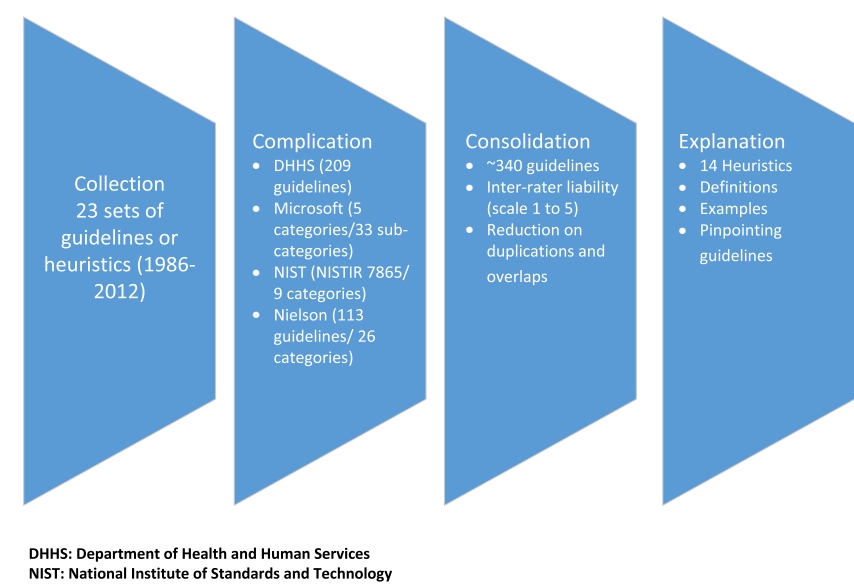 Collection
23 sets of
guidelines or
heuristics (1986-
2012)
Complication
• DHHS (209
guidelines)
• Microsoft (5
categories/33 sub-
categories)
• NIST (NISTIR 7865/
9 categories)
• Nielson (113
guidelines/ 26
categories)
Consolidation
• ~340 guidelines
• Inter-rater liability
(scale 1 to 5)
• Reduction on
duplications and
overlaps
Explanation
• 14 Heuristics
• Definitions
• Examples
• Pinpointing
guidelines
DHHS: Department of Health and Human Services
NIST: National Institute of Standards and Technology